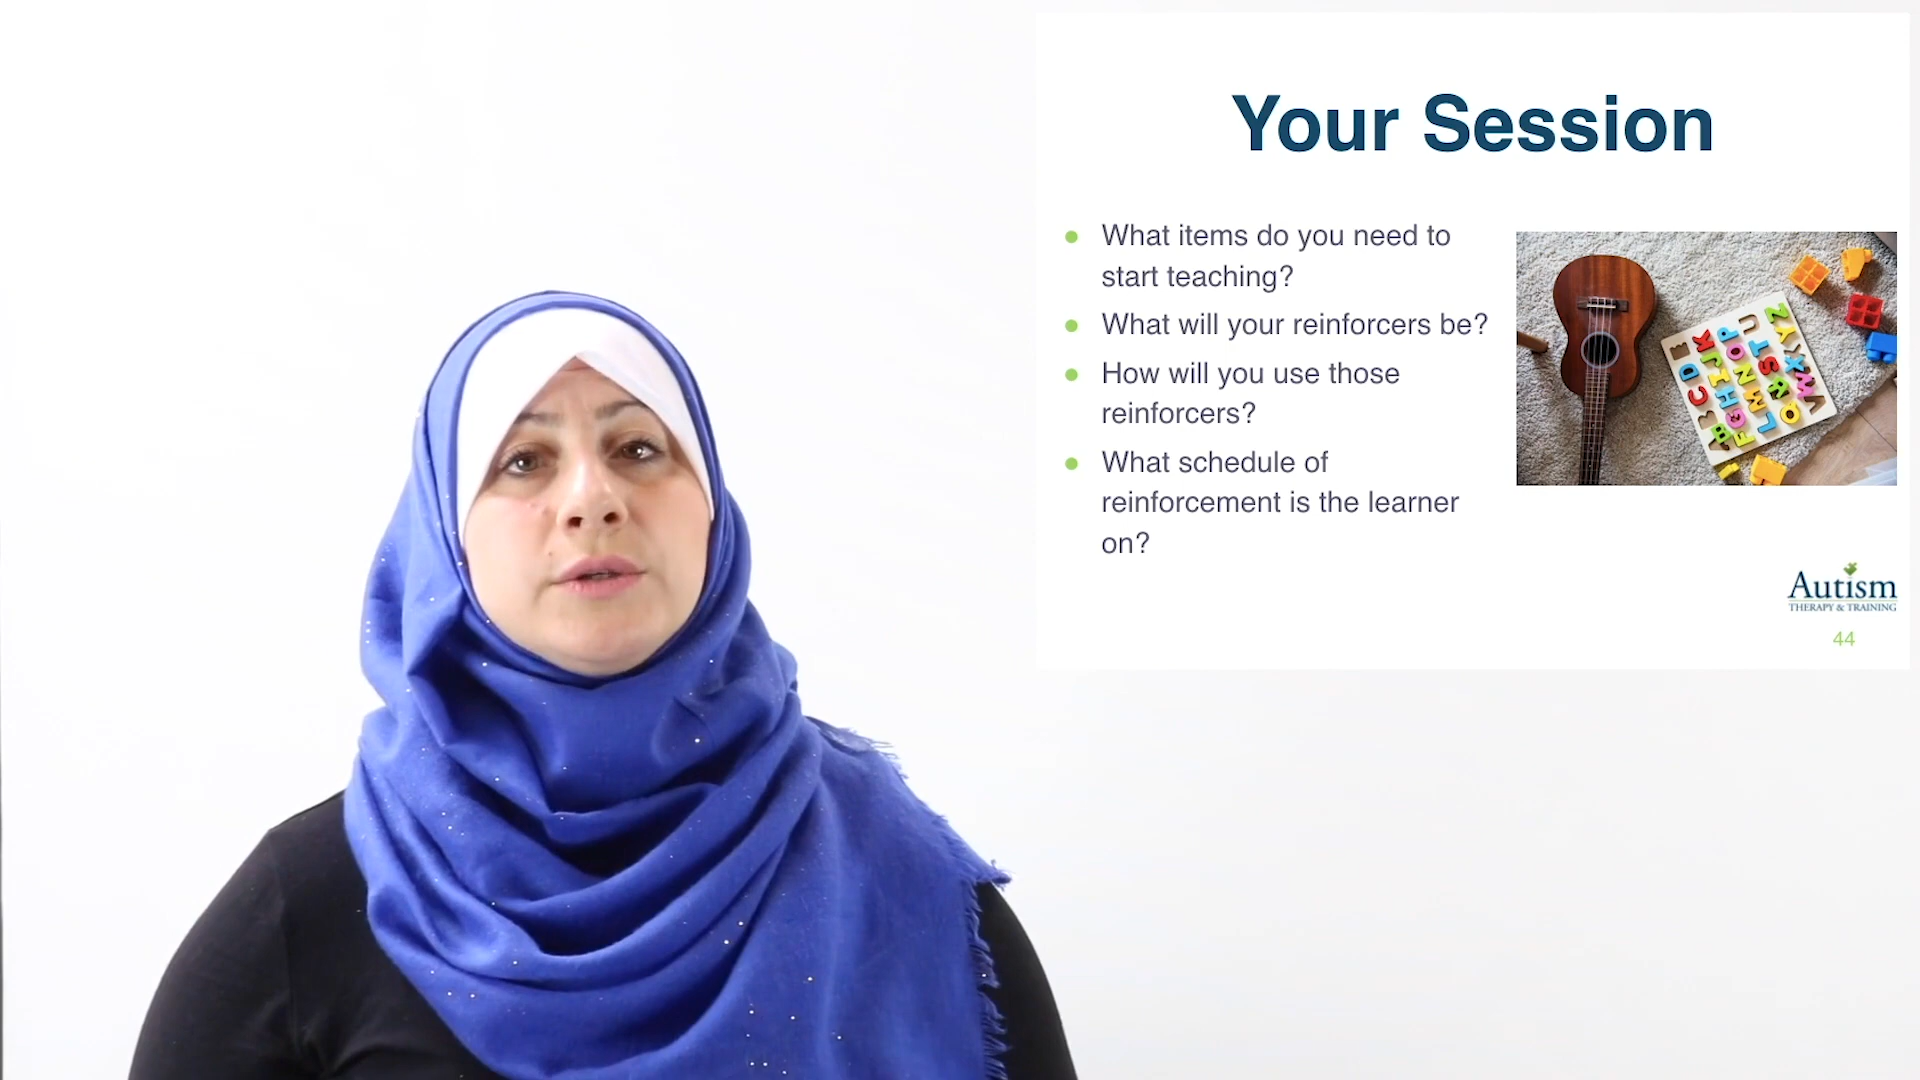 Your Session
What items do you need to
start teaching?
What will your reinforcers be?
How will you use those
reinforcers?
What schedule of
reinforcement is the learner
on?
Autism
THERAPY & TRAINING
44